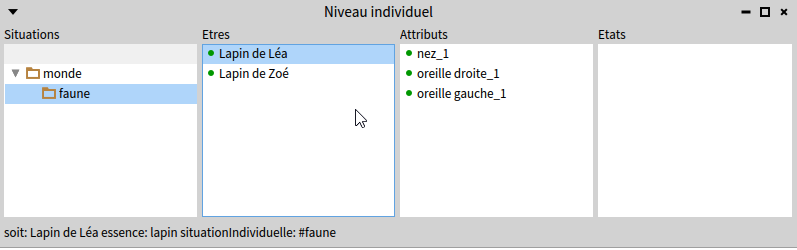 Niveau individuel
Situations
Etres
Attributs
Etats
monde
faune
Lapin de Léa
Lapin de Zoé
nez_1
oreille droite_1
oreille gauche_1
soit: Lapin de Léa essence: lapin situationIndividuelle: #faune